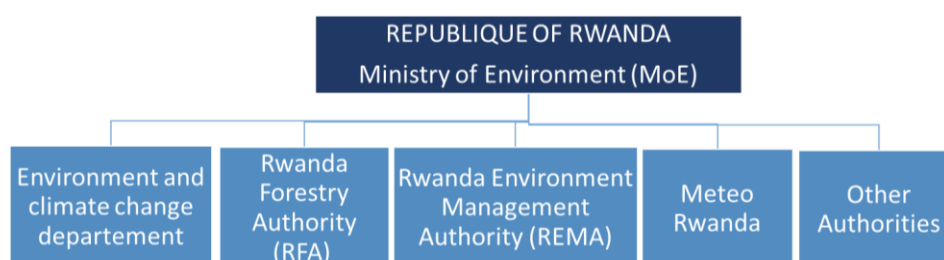 REPUBLIQUE OF RWANDA
Ministry of Environment (MoE)
Environment and
climate change
departement
Rwanda
Forestry
Authority
(RFA)
Rwanda Environment
Management
Authority (REMA)
Meteo
Rwanda
Other
Authorities